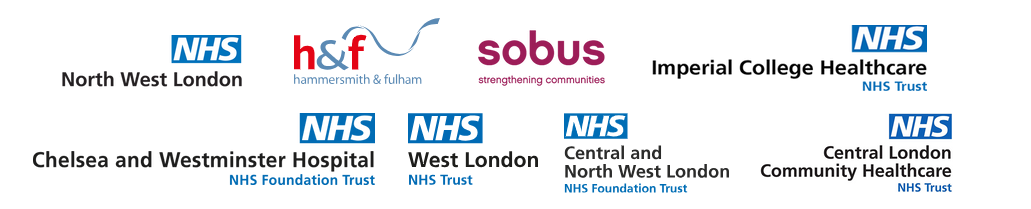 NHS
North West London
h&f
hammersmith & fulham
sobus
strengthening communities
NHS
Imperial College Healthcare
NHS Trust
NHS
Chelsea and Westminster Hospital
NHS Foundation Trust
NHS
West London
NHS Trust
NHS
Central and
North West London
NHS Foundation Trust
NHS
Central London
Community Healthcare
NHS Trust